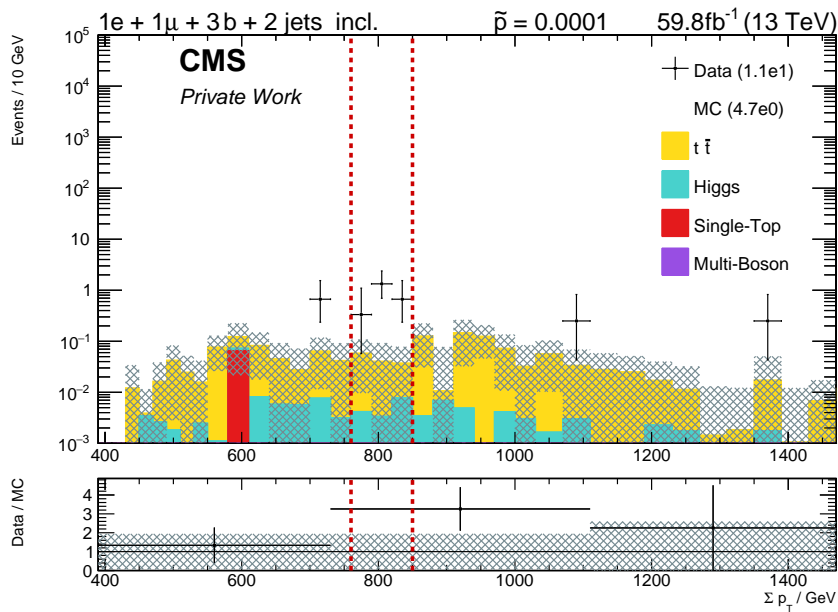 1e + 1μ + 3 b + 2 jets incl. p̃ = 0.0001 59.8fb⁻¹ (13 TeV)
CMS
Private Work
Data (1.1e1)
MC (4.7e0)
t t̄
Higgs
Single-Top
Multi-Boson
Events / 10 GeV
10⁵
10⁴
10³
10²
10
1
10⁻¹
10⁻²
10⁻³
400 600 800 1000 1200 1400
Data / MC
4
3
2
1
0
400 600 800 1000 1200 1400
Σ p_T / GeV